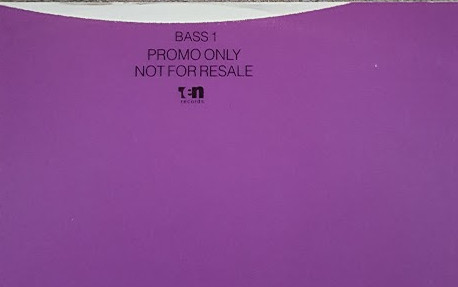 BASS 1
PROMO ONLY
NOT FOR RESALE
ten
records